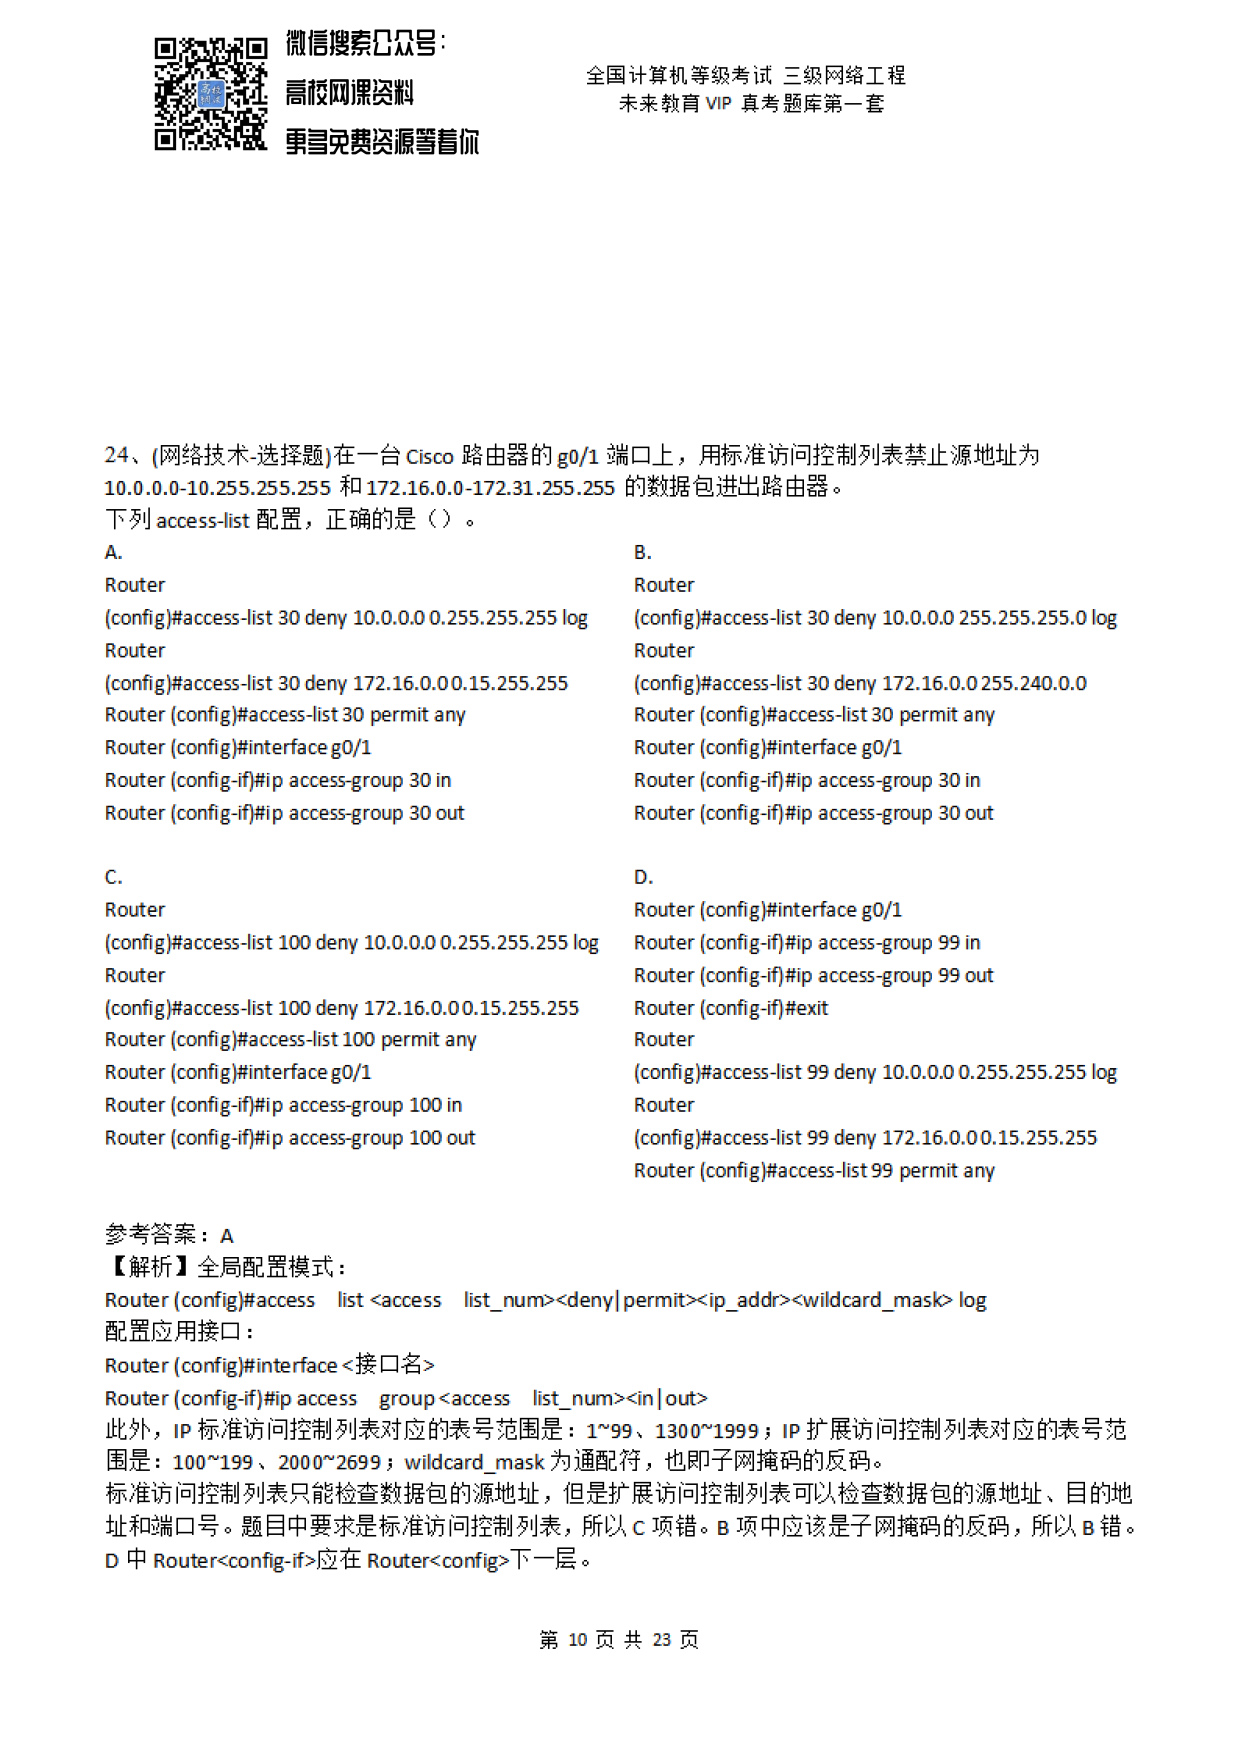 微信搜索公众号：
高校网课资料
更多免费资源等着你
高校
网课
全国计算机等级考试 三级网络工程
未来教育 VIP 真考题库第一套
24、(网络技术-选择题)在一台 Cisco 路由器的 g0/1 端口上，用标准访问控制列表禁止源地址为
10.0.0.0-10.255.255.255 和 172.16.0.0-172.31.255.255 的数据包进出路由器。
下列 access-list 配置，正确的是（）。
A.
Router
(config)#access-list 30 deny 10.0.0.0 0.255.255.255 log
Router
(config)#access-list 30 deny 172.16.0.0 0.15.255.255
Router (config)#access-list 30 permit any
Router (config)#interface g0/1
Router (config-if)#ip access-group 30 in
Router (config-if)#ip access-group 30 out
B.
Router
(config)#access-list 30 deny 10.0.0.0 255.255.255.0 log
Router
(config)#access-list 30 deny 172.16.0.0 255.240.0.0
Router (config)#access-list 30 permit any
Router (config)#interface g0/1
Router (config-if)#ip access-group 30 in
Router (config-if)#ip access-group 30 out
C.
Router
(config)#access-list 100 deny 10.0.0.0 0.255.255.255 log
Router
(config)#access-list 100 deny 172.16.0.0 0.15.255.255
Router (config)#access-list 100 permit any
Router (config)#interface g0/1
Router (config-if)#ip access-group 100 in
Router (config-if)#ip access-group 100 out
D.
Router (config)#interface g0/1
Router (config-if)#ip access-group 99 in
Router (config-if)#ip access-group 99 out
Router (config-if)#exit
Router
(config)#access-list 99 deny 10.0.0.0 0.255.255.255 log
Router
(config)#access-list 99 deny 172.16.0.0 0.15.255.255
Router (config)#access-list 99 permit any
参考答案：A
【解析】全局配置模式：
Router (config)#access list <access list_num><deny|permit><ip_addr><wildcard_mask> log
配置应用接口：
Router (config)#interface <接口名>
Router (config-if)#ip access group <access list_num><in|out>
此外，IP 标准访问控制列表对应的表号范围是：1~99、1300~1999；IP 扩展访问控制列表对应的表号范
围是：100~199、2000~2699；wildcard_mask 为通配符，也即子网掩码的反码。
标准访问控制列表只能检查数据包的源地址，但是扩展访问控制列表可以检查数据包的源地址、目的地
址和端口号。题目中要求是标准访问控制列表，所以 C 项错。B 项中应该是子网掩码的反码，所以 B 错。
D 中 Router<config-if>应在 Router<config>下一层。
第 10 页 共 23 页